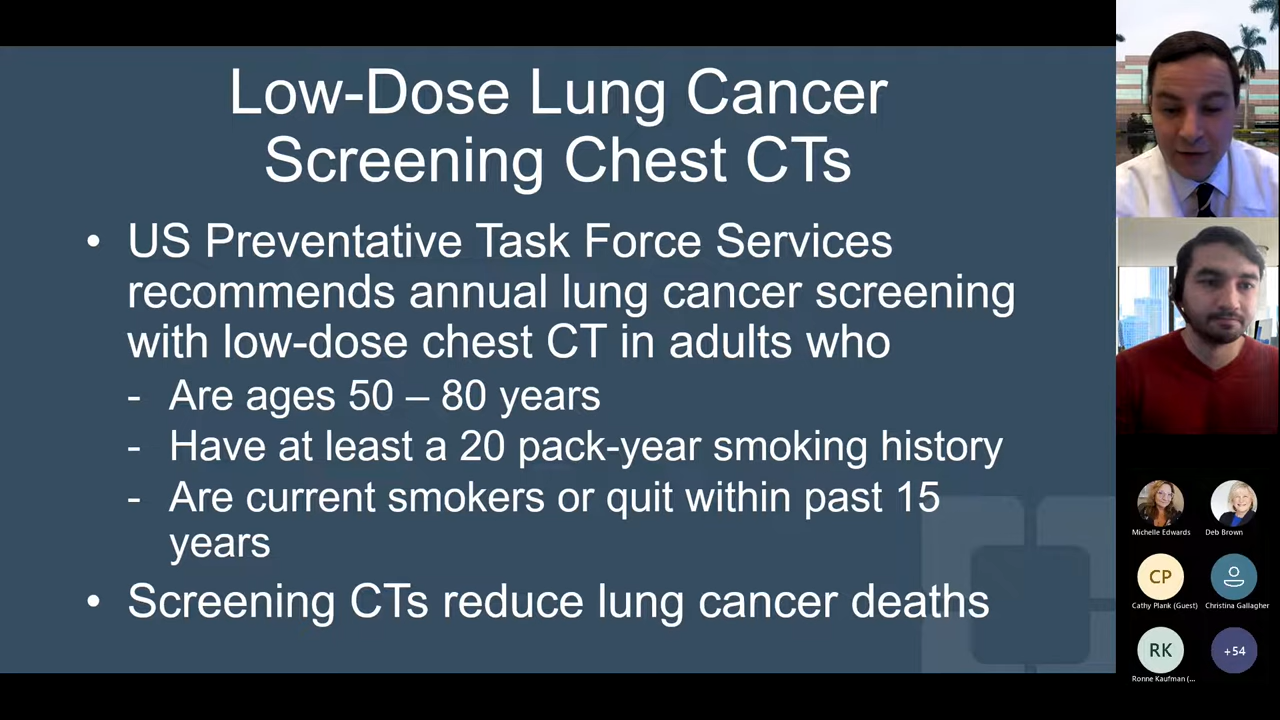 Low-Dose Lung Cancer
Screening Chest CTs
• US Preventative Task Force Services
recommends annual lung cancer screening
with low-dose chest CT in adults who
- Are ages 50 – 80 years
- Have at least a 20 pack-year smoking history
- Are current smokers or quit within past 15
years
• Screening CTs reduce lung cancer deaths
Michelle Edwards
Deb Brown
CP
Cathy Plank (Guest)
Christina Gallagher
RK
+54
Ronne Kaufman (...